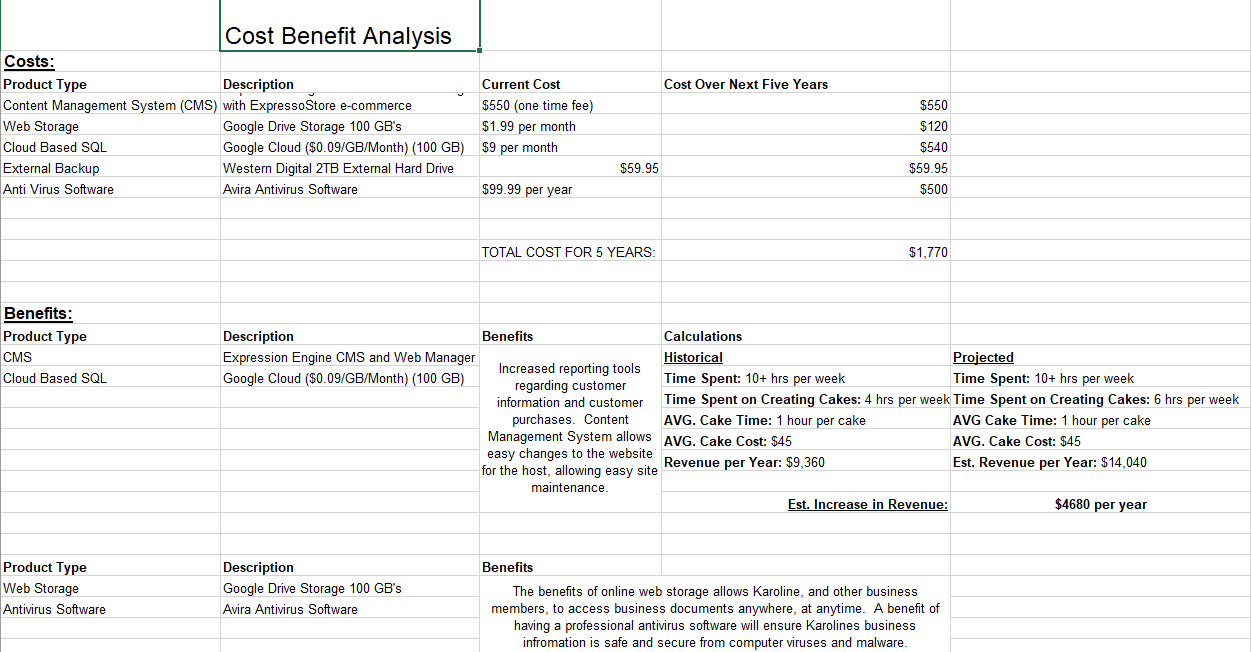 Cost Benefit Analysis
Costs:
Product Type Description Current Cost Cost Over Next Five Years
Content Management System (CMS) with ExpressoStore e-commerce $550 (one time fee) $550
Web Storage Google Drive Storage 100 GB's $1.99 per month $120
Cloud Based SQL Google Cloud ($0.09/GB/Month) (100 GB) $9 per month $540
External Backup Western Digital 2TB External Hard Drive $59.95 $59.95
Anti Virus Software Avira Antivirus Software $99.99 per year $500
TOTAL COST FOR 5 YEARS: $1,770
Benefits:
Product Type Description Benefits Calculations
CMS Expression Engine CMS and Web Manager Historical Projected
Cloud Based SQL Google Cloud ($0.09/GB/Month) (100 GB)
Increased reporting tools
regarding customer
information and customer
purchases. Content
Management System allows
easy changes to the website
for the host, allowing easy site
maintenance.
Time Spent: 10+ hrs per week Time Spent: 10+ hrs per week
Time Spent on Creating Cakes: 4 hrs per week Time Spent on Creating Cakes: 6 hrs per week
AVG. Cake Time: 1 hour per cake AVG Cake Time: 1 hour per cake
AVG. Cake Cost: $45 AVG. Cake Cost: $45
Revenue per Year: $9,360 Est. Revenue per Year: $14,040
Est. Increase in Revenue: $4680 per year
Product Type Description Benefits
Web Storage Google Drive Storage 100 GB's
Antivirus Software Avira Antivirus Software
The benefits of online web storage allows Karoline, and other business
members, to access business documents anywhere, at anytime. A benefit of
having a professional antivirus software will ensure Karolines business
infromation is safe and secure from computer viruses and malware.